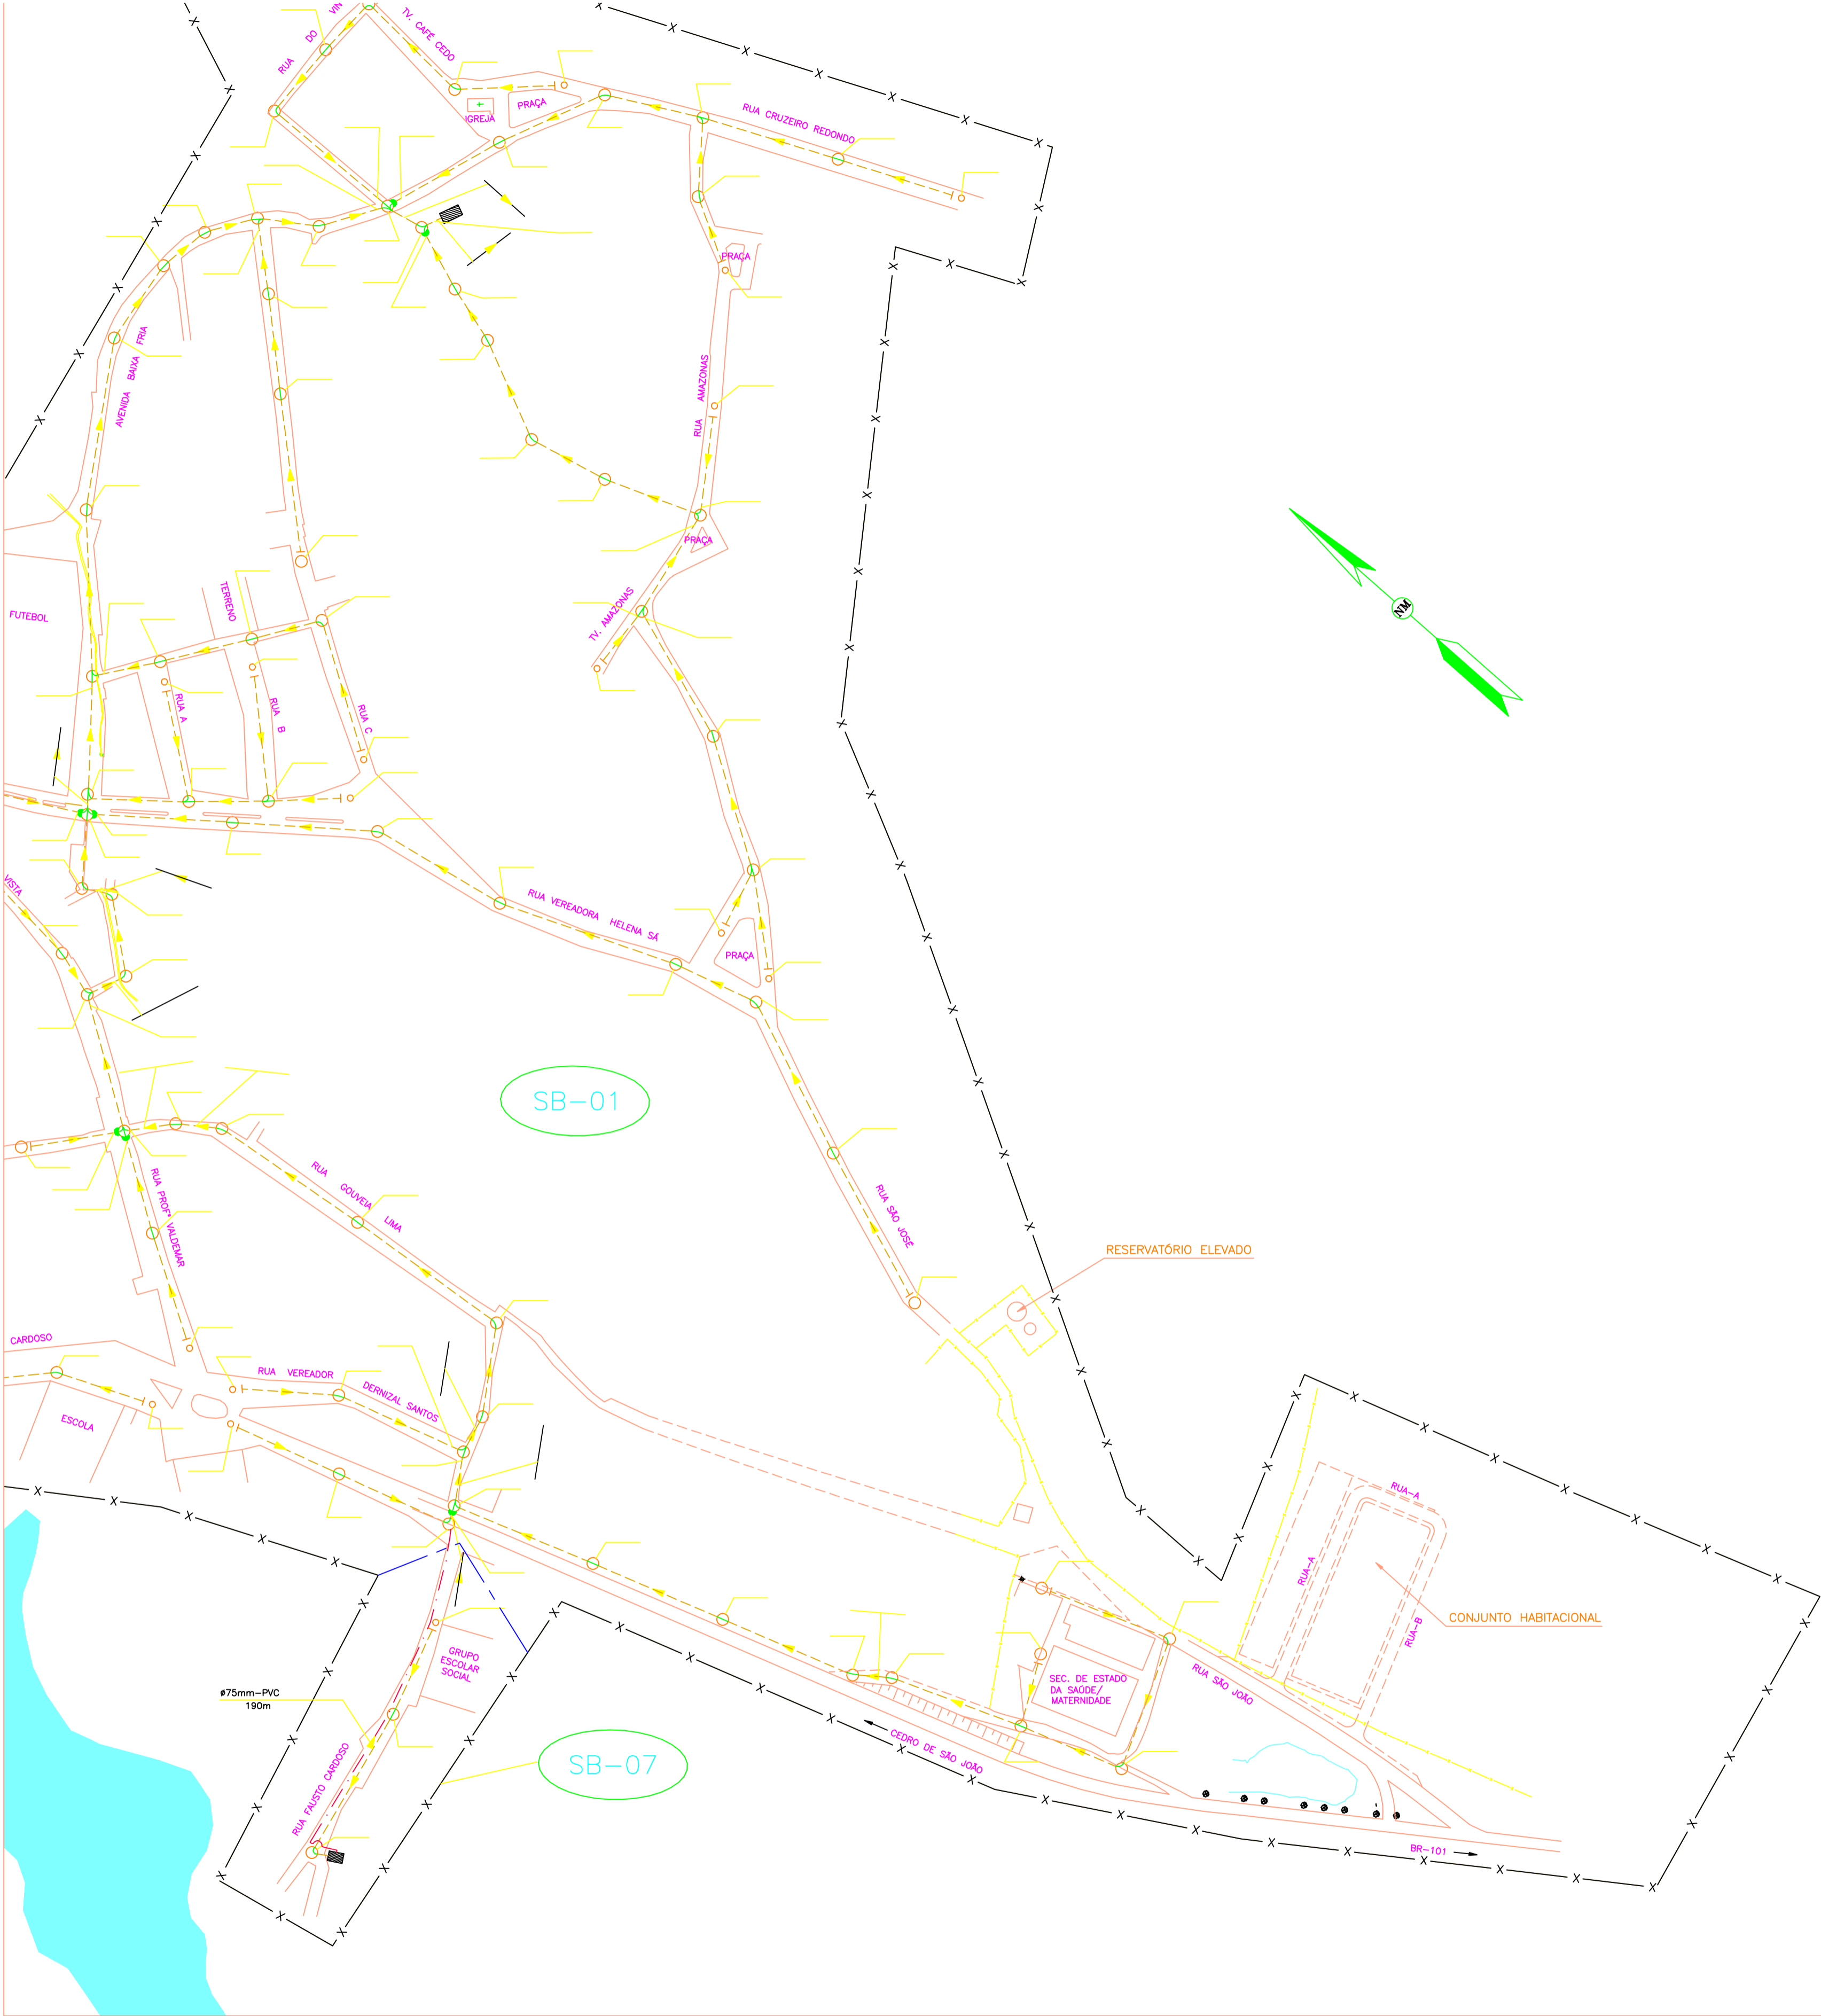 RUA DO VIN
TV. CAFÉ CEDO
PRAÇA
IGREJA
RUA CRUZEIRO REDONDO
PRAÇA
AVENIDA BAIXA FRIA
RUA AMAZONAS
PRAÇA
TERRENO
TV. AMAZONAS
FUTEBOL
NM
RUA A
RUA B
RUA C
VISTA
RUA VEREADORA HELENA SÁ
PRAÇA
SB-01
RUA GOUVEIA LIMA
RUA PROFª VALDEMAR
RUA SÃO JOSÉ
RESERVATÓRIO ELEVADO
CARDOSO
RUA VEREADOR
DERNIZAL SANTOS
ESCOLA
RUA-A
RUA-A
CONJUNTO HABITACIONAL
RUA-B
GRUPO
ESCOLAR
SOCIAL
SEC. DE ESTADO
DA SAÚDE/
MATERNIDADE
RUA SÃO JOÃO
ø75mm-PVC
190m
CEDRO DE SÃO JOÃO
SB-07
RUA FAUSTO CARDOSO
BR-101